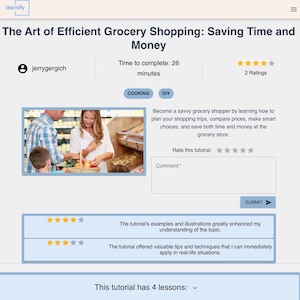 learnify
The Art of Efficient Grocery Shopping: Saving Time and
Money
jerrygergich
Time to complete: 26
minutes
2 Ratings
COOKING
DIY
Become a savvy grocery shopper by learning how to
plan your shopping trips, compare prices, make smart
choices, and save both time and money at the
grocery store.
Rate this tutorial:
Comment*
SUBMIT
The tutorial's examples and illustrations greatly enhanced my
understanding of the topic.
The tutorial offered valuable tips and techniques that I can immediately
apply in real-life situations.
This tutorial has 4 lessons: